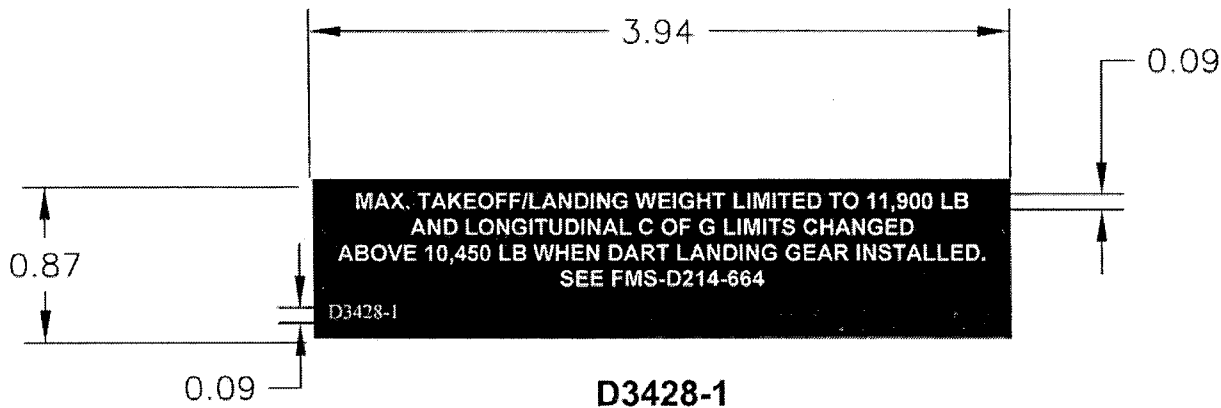 3.94
0.09
MAX. TAKEOFF/LANDING WEIGHT LIMITED TO 11,900 LB
AND LONGITUDINAL C OF G LIMITS CHANGED
ABOVE 10,450 LB WHEN DART LANDING GEAR INSTALLED.
SEE FMS-D214-664
0.87
D3428-1
0.09
D3428-1